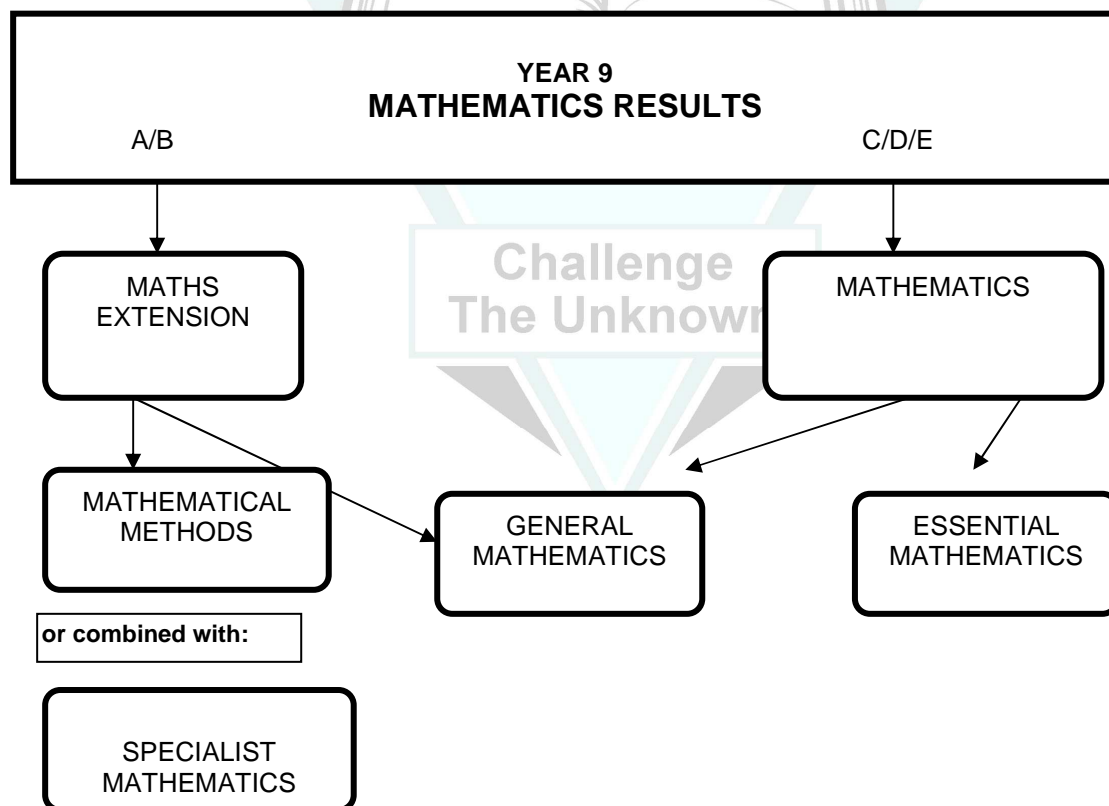 YEAR 9
MATHEMATICS RESULTS
A/B
C/D/E
MATHS
EXTENSION
Challenge
The Unknown
MATHEMATICS
MATHEMATICAL
METHODS
GENERAL
MATHEMATICS
ESSENTIAL
MATHEMATICS
or combined with:
SPECIALIST
MATHEMATICS